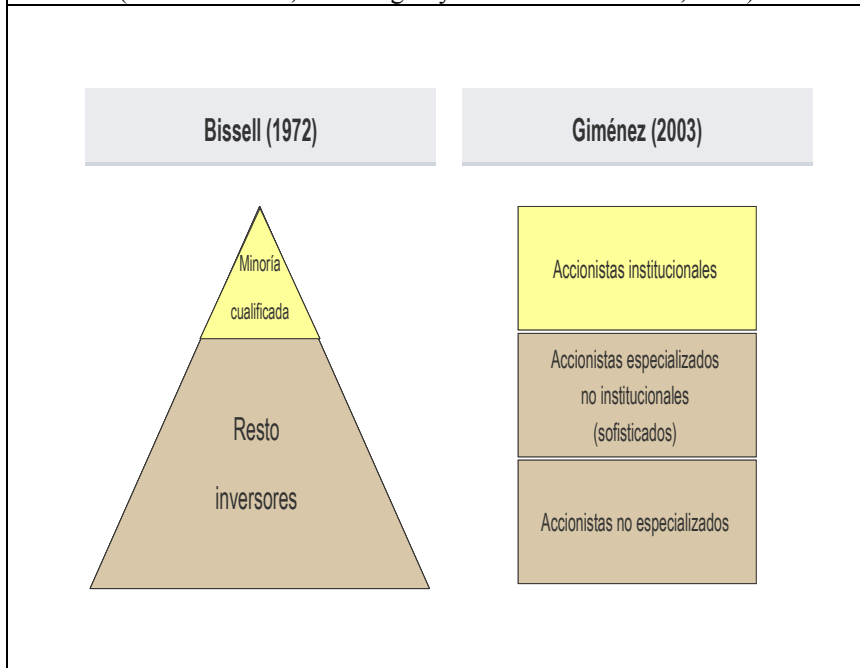 Bissell (1972)
Giménez (2003)
Minoría
cualificada
Resto
inversores
Accionistas institucionales
Accionistas especializados
no institucionales
(sofisticados)
Accionistas no especializados